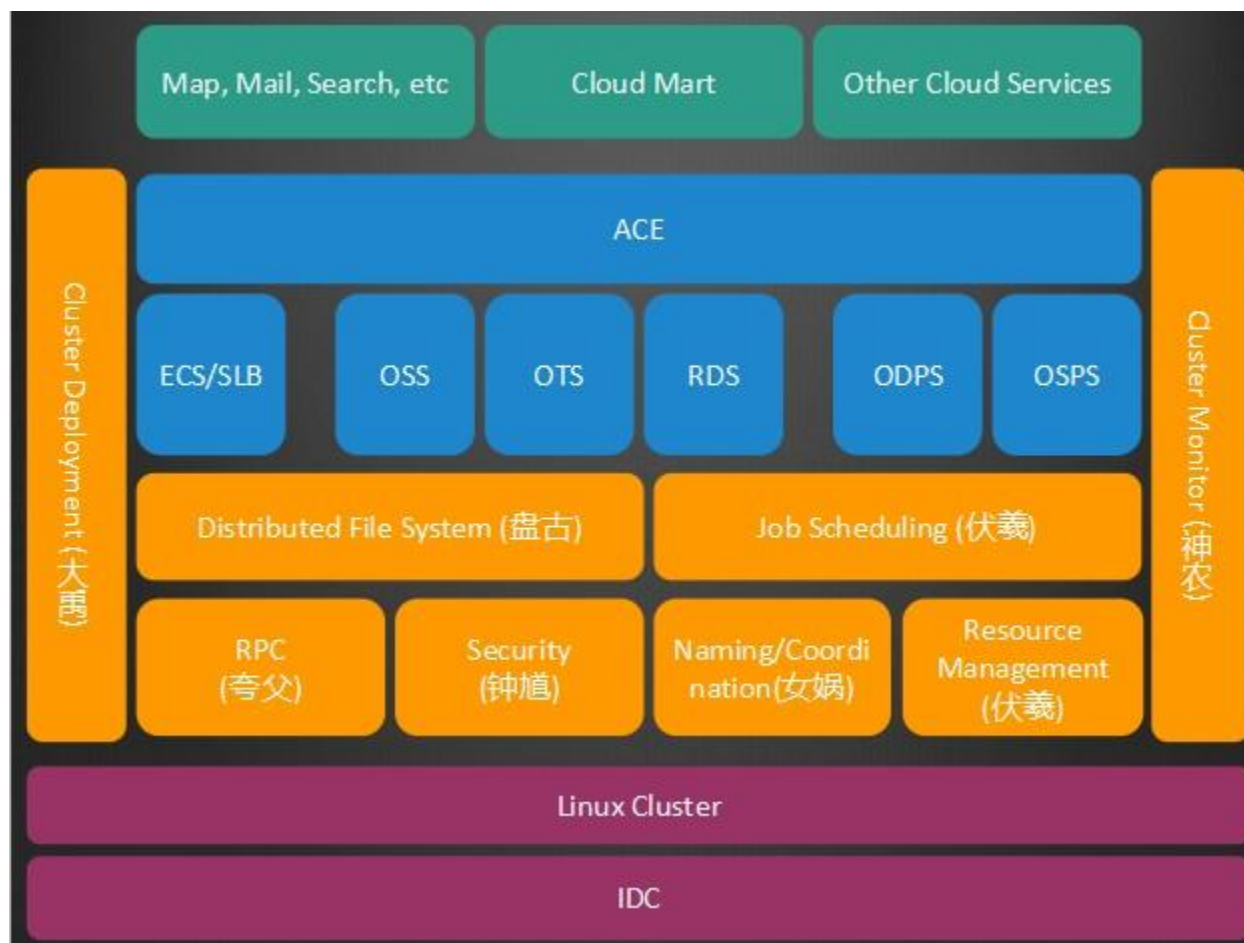 Map, Mail, Search, etc
Cloud Mart
Other Cloud Services
Cluster Deployment (大禹)
ACE
Cluster Monitor (神农)
ECS/SLB
OSS
OTS
RDS
ODPS
OSPS
Distributed File System (盘古)
Job Scheduling (伏羲)
RPC
(夸父)
Security
(钟馗)
Naming/Coordi
nation(女娲)
Resource
Management
(伏羲)
Linux Cluster
IDC